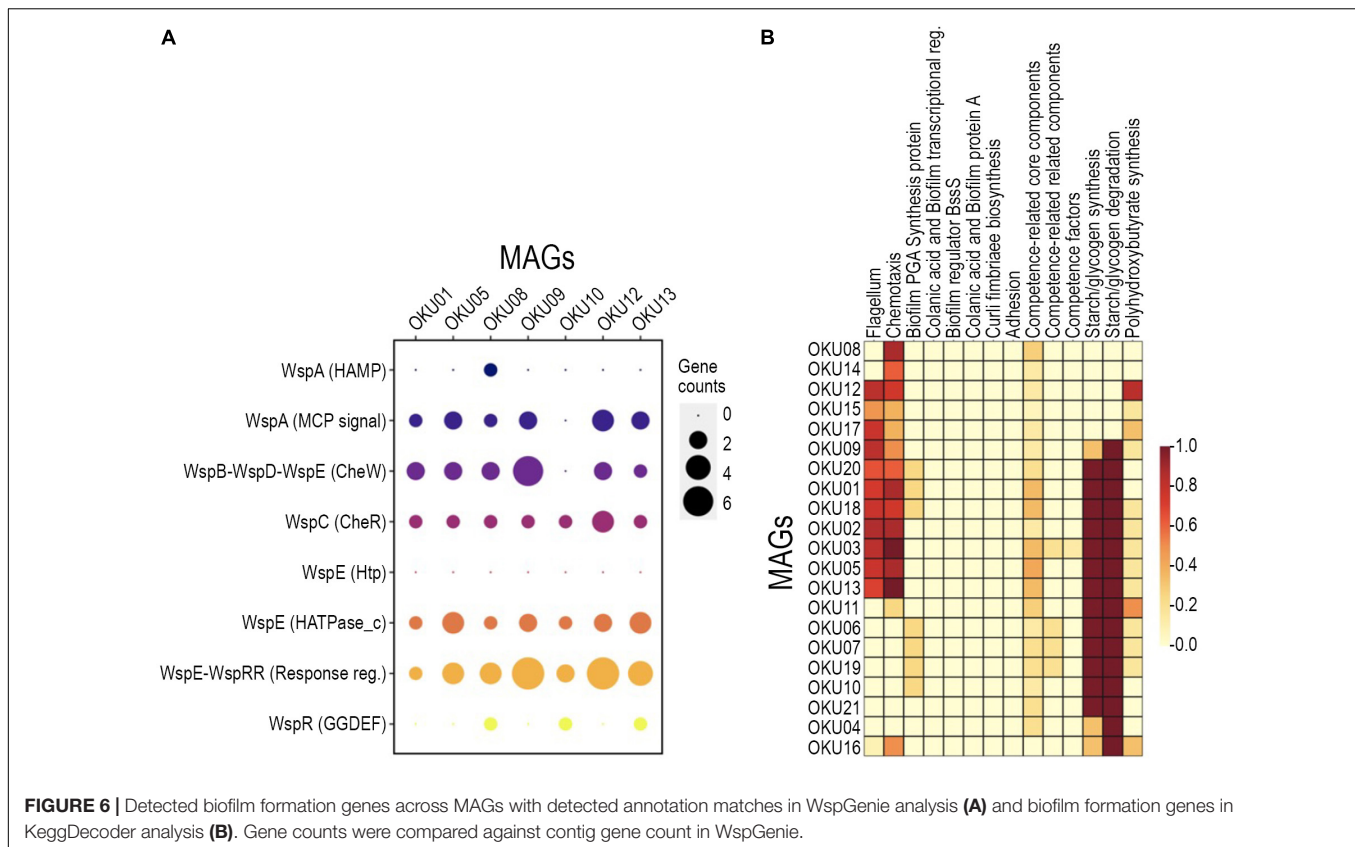 A
MAGs
OKU01
OKU05
OKU08
OKU09
OKU10
OKU12
OKU13
WspA (HAMP)
WspA (MCP signal)
WspB-WspD-WspE (CheW)
WspC (CheR)
WspE (Htp)
WspE (HATPase_c)
WspE-WspRR (Response reg.)
WspR (GGDEF)
Gene
counts
0
2
4
6
B
Flagellum
Chemotaxis
Biofilm PGA Synthesis protein
Colanic acid and Biofilm transcriptional reg.
Biofilm regulator BssS
Colanic acid and Biofilm protein A
Curli fimbriaee biosynthesis
Adhesion
Competence-related core components
Competence-related related components
Competence factors
Starch/glycogen synthesis
Starch/glycogen degradation
Polyhydroxybutyrate synthesis
MAGs
OKU08
OKU14
OKU12
OKU15
OKU17
OKU09
OKU20
OKU01
OKU18
OKU02
OKU03
OKU05
OKU13
OKU11
OKU06
OKU07
OKU19
OKU10
OKU21
OKU04
OKU16
1.0
0.8
0.6
0.4
0.2
0.0
FIGURE 6 | Detected biofilm formation genes across MAGs with detected annotation matches in WspGenie analysis (A) and biofilm formation genes in
KeggDecoder analysis (B). Gene counts were compared against contig gene count in WspGenie.